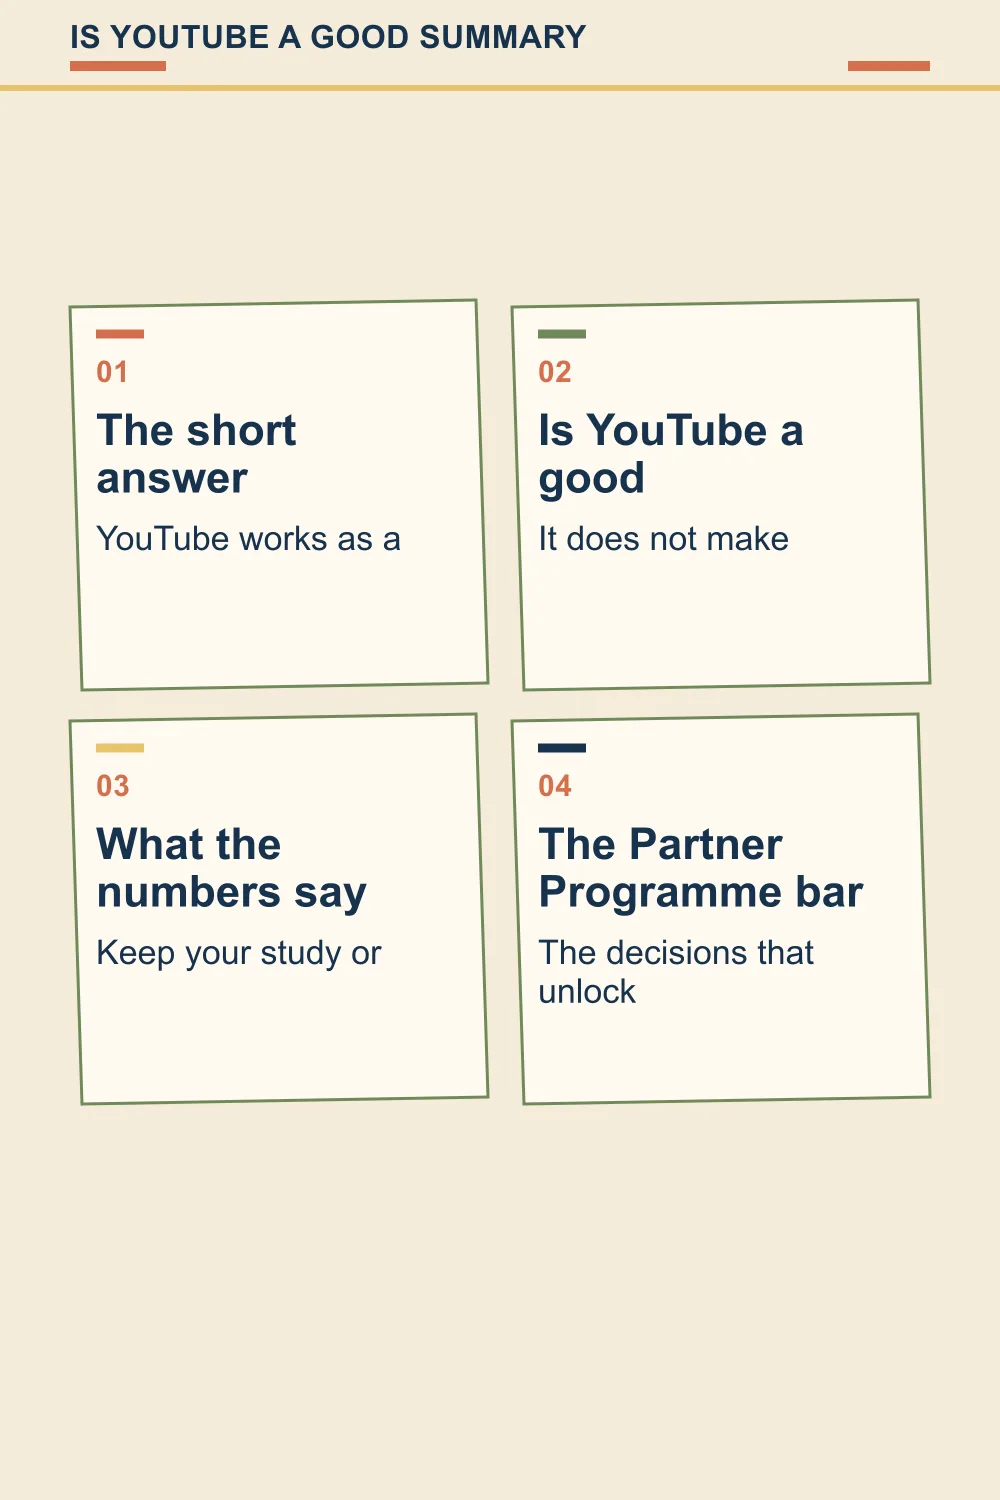 IS YOUTUBE A GOOD SUMMARY
01
The short
answer
YouTube works as a
02
Is YouTube a
good
It does not make
03
What the
numbers say
Keep your study or
04
The Partner
Programme bar
The decisions that
unlock